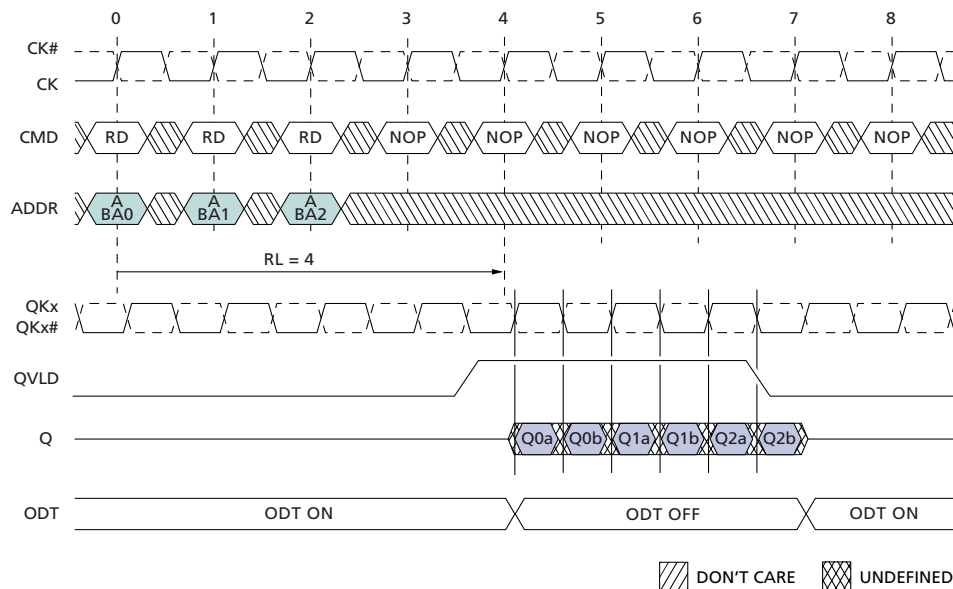 0 1 2 3 4 5 6 7 8
CK#
CK
CMD RD RD RD NOP NOP NOP NOP NOP NOP
ADDR A BA0 A BA1 A BA2
RL = 4
QKx
QKx#
QVLD
Q Q0a Q0b Q1a Q1b Q2a Q2b
ODT ODT ON ODT OFF ODT ON
DON'T CARE UNDEFINED